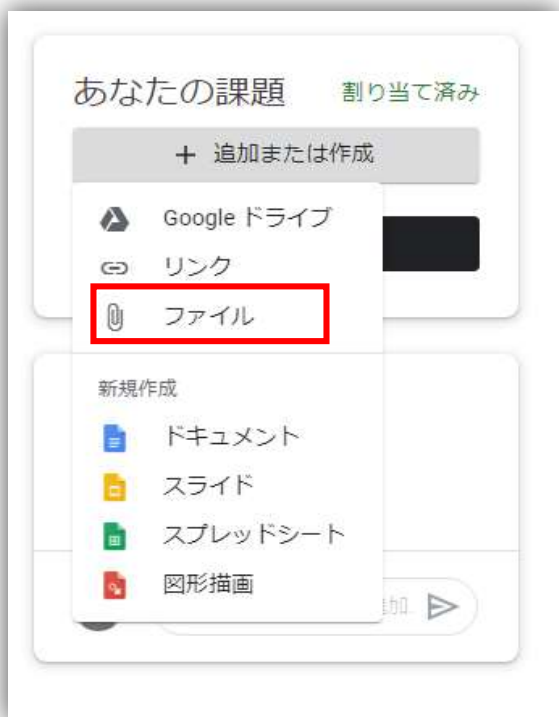 あなたの課題 割り当て済み
+ 追加または作成
Google ドライブ
リンク
ファイル
新規作成
ドキュメント
スライド
スプレッドシート
図形描画